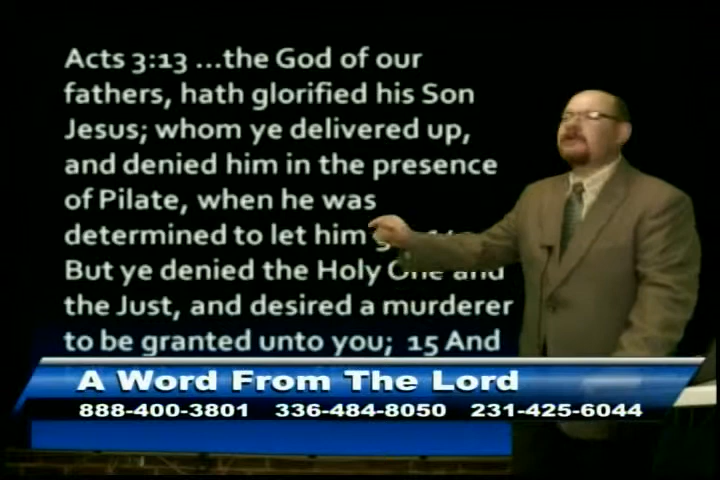 Acts 3:13 ...the God of our
fathers, hath glorified his Son
Jesus; whom ye delivered up,
and denied him in the presence
of Pilate, when he was
determined to let him
But ye denied the Holy One and
the Just, and desired a murderer
to be granted unto you; 15 And
A Word From The Lord
888-400-3801 336-484-8050 231-425-6044